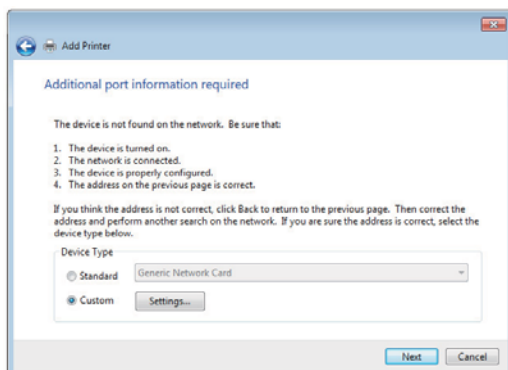 Add Printer
Additional port information required
The device is not found on the network. Be sure that:
1. The device is turned on.
2. The network is connected.
3. The device is properly configured.
4. The address on the previous page is correct.
If you think the address is not correct, click Back to return to the previous page. Then correct the
address and perform another search on the network. If you are sure the address is correct, select the
device type below.
Device Type
Standard
Generic Network Card
Custom
Settings...
Next
Cancel